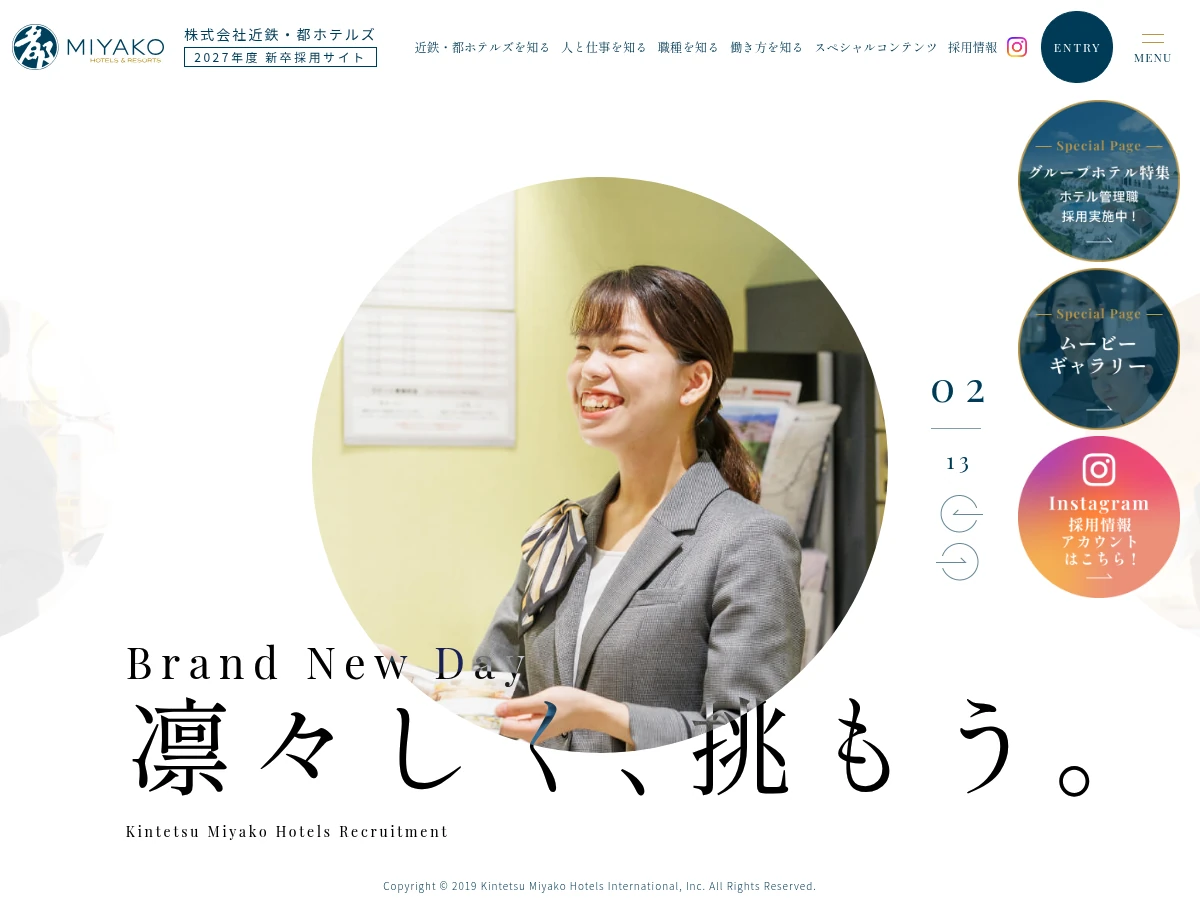 都 MIYAKO
HOTELS & RESORTS
株式会社近鉄・都ホテルズ
2027年度 新卒採用サイト
近鉄・都ホテルズを知る 人と仕事を知る 職種を知る 働き方を知る スペシャルコンテンツ 採用情報
ENTRY
MENU
Special Page
グループホテル特集
ホテル管理職
採用実施中！
Special Page
ムービー
ギャラリー
02
13
Instagram
採用情報
アカウント
はこちら！
Brand New Day
凛々しく、挑もう。
Kintetsu Miyako Hotels Recruitment
Copyright © 2019 Kintetsu Miyako Hotels International, Inc. All Rights Reserved.